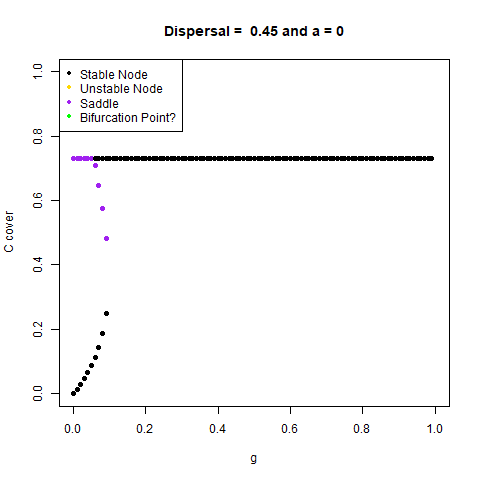 Dispersal =  0.45 and a = 0
Stable Node
Unstable Node
Saddle
Bifurcation Point?
1.0
0.8
0.6
0.4
0.2
0.0
C cover
0.0 0.2 0.4 0.6 0.8 1.0
g